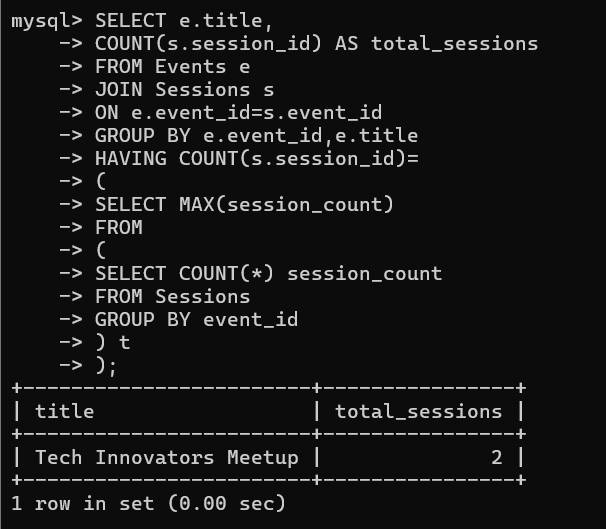 mysql> SELECT e.title,
    -> COUNT(s.session_id) AS total_sessions
    -> FROM Events e
    -> JOIN Sessions s
    -> ON e.event_id=s.event_id
    -> GROUP BY e.event_id,e.title
    -> HAVING COUNT(s.session_id)=
    -> (
    -> SELECT MAX(session_count)
    -> FROM
    -> (
    -> SELECT COUNT(*) session_count
    -> FROM Sessions
    -> GROUP BY event_id
    -> ) t
    -> );
+------------------------+----------------+
| title                  | total_sessions |
+------------------------+----------------+
| Tech Innovators Meetup |              2 |
+------------------------+----------------+
1 row in set (0.00 sec)